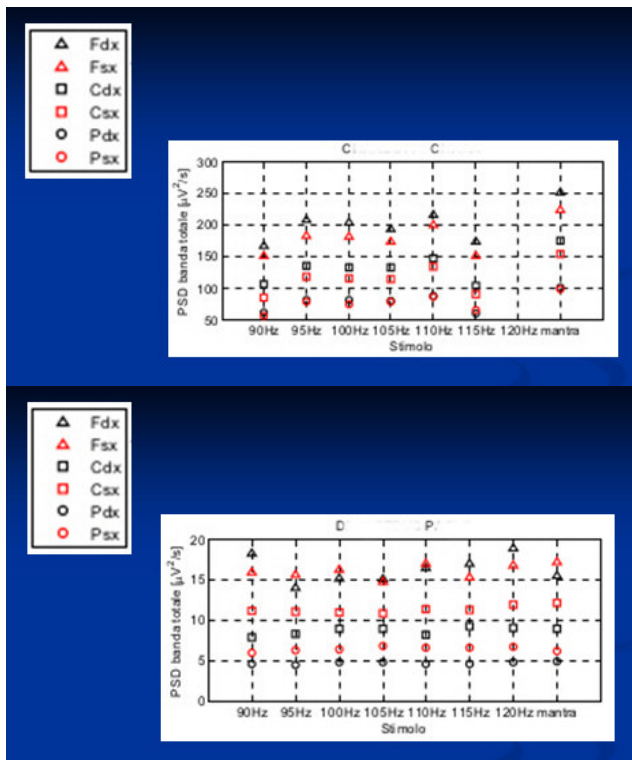 Fdx
Fsx
Cdx
Csx
Pdx
Psx
300
250
200
150
100
50
PSD banda totale [µV²/s]
90Hz 95Hz 100Hz 105Hz 110Hz 115Hz 120Hz mantra
Stimolo
Fdx
Fsx
Cdx
Csx
Pdx
Psx
20
15
10
5
0
PSD banda totale [µV²/s]
90Hz 95Hz 100Hz 105Hz 110Hz 115Hz 120Hz mantra
Stimolo